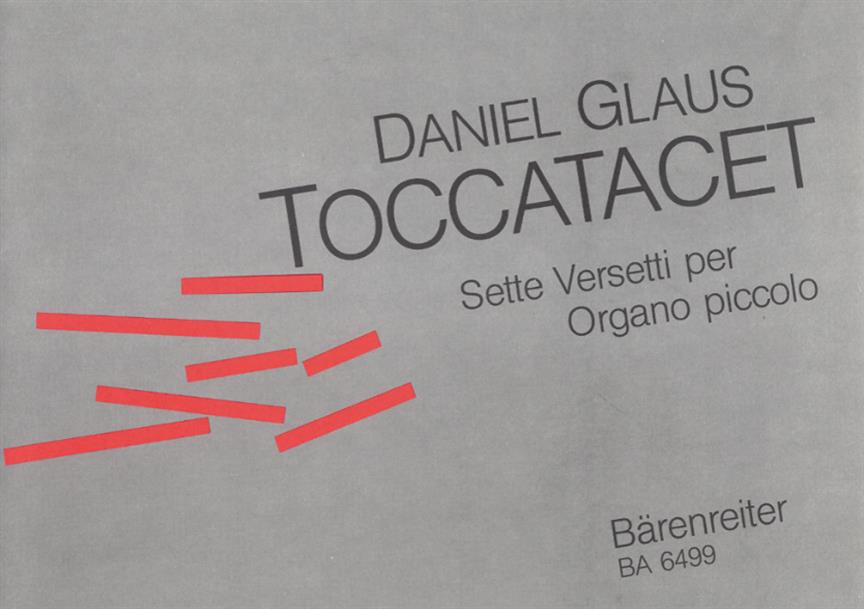 DANIEL GLAUS
TOCCATACET
Sette Versetti per
Organo piccolo
Bärenreiter
BA 6499